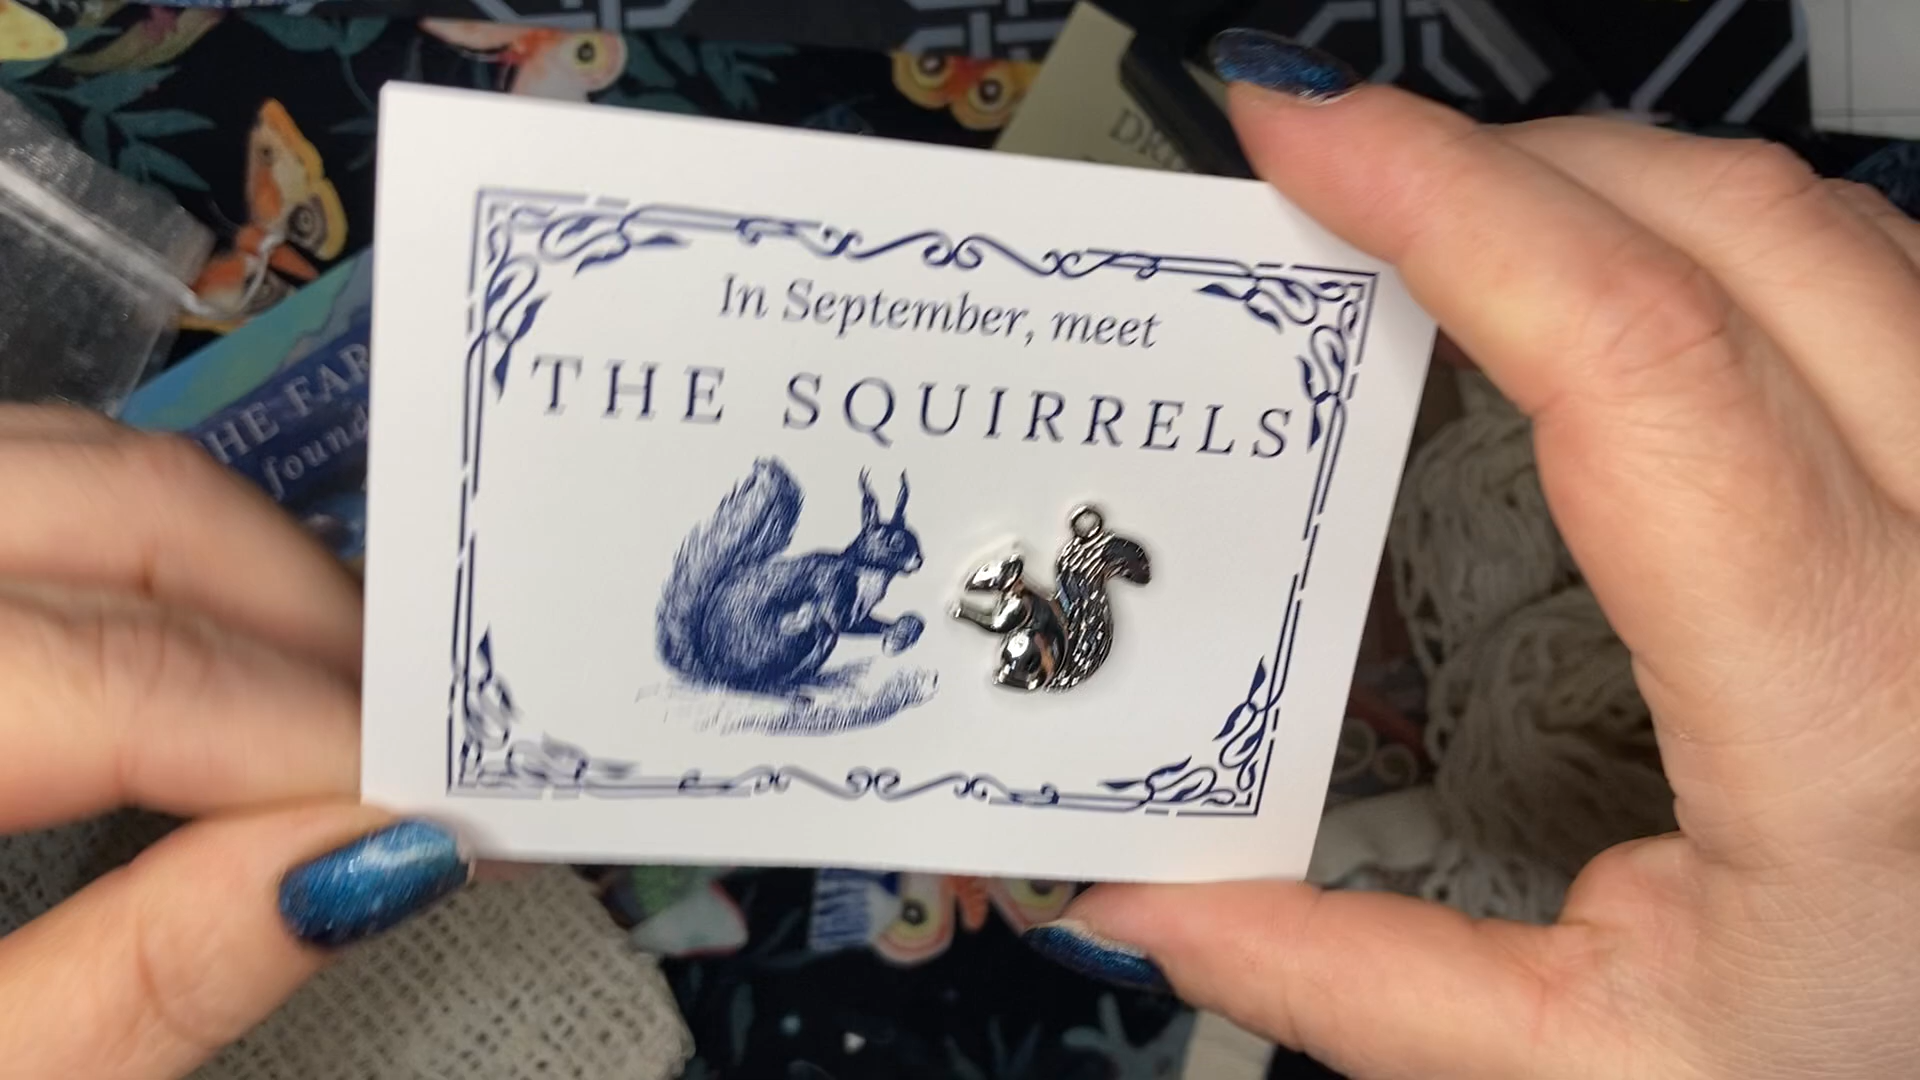 In September, meet
THE SQUIRRELS
HE FAR
found